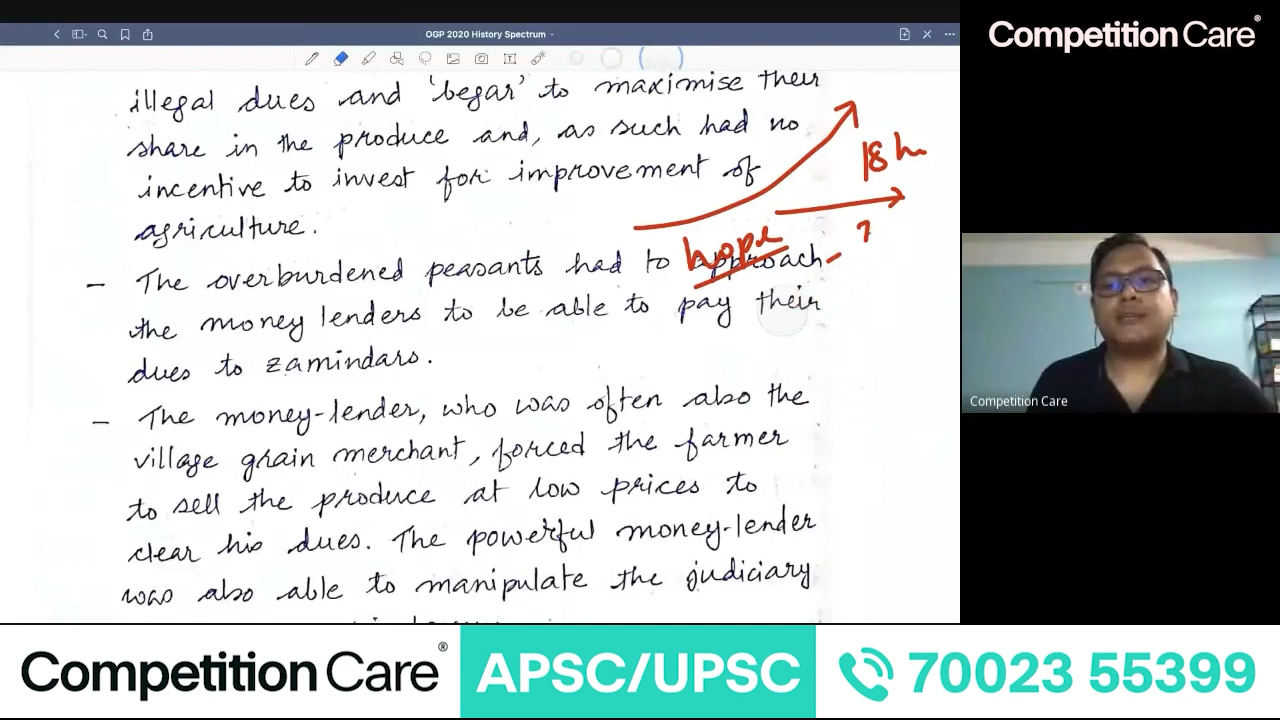 OGP 2020 History Spectrum
Competition Care®
illegal dues and 'begar' to maximise their
share in the produce and, as such had no
incentive to invest for improvement of
agriculture.
18 h
hope
?
- The overburdened peasants had to approach
the money lenders to be able to pay their
dues to zamindars.
- The money-lender, who was often also the
village grain merchant, forced the farmer
to sell the produce at low prices to
clear his dues. The powerful money-lender
was also able to manipulate the judiciary
Competition Care
Competition Care®
APSC/UPSC
70023 55399